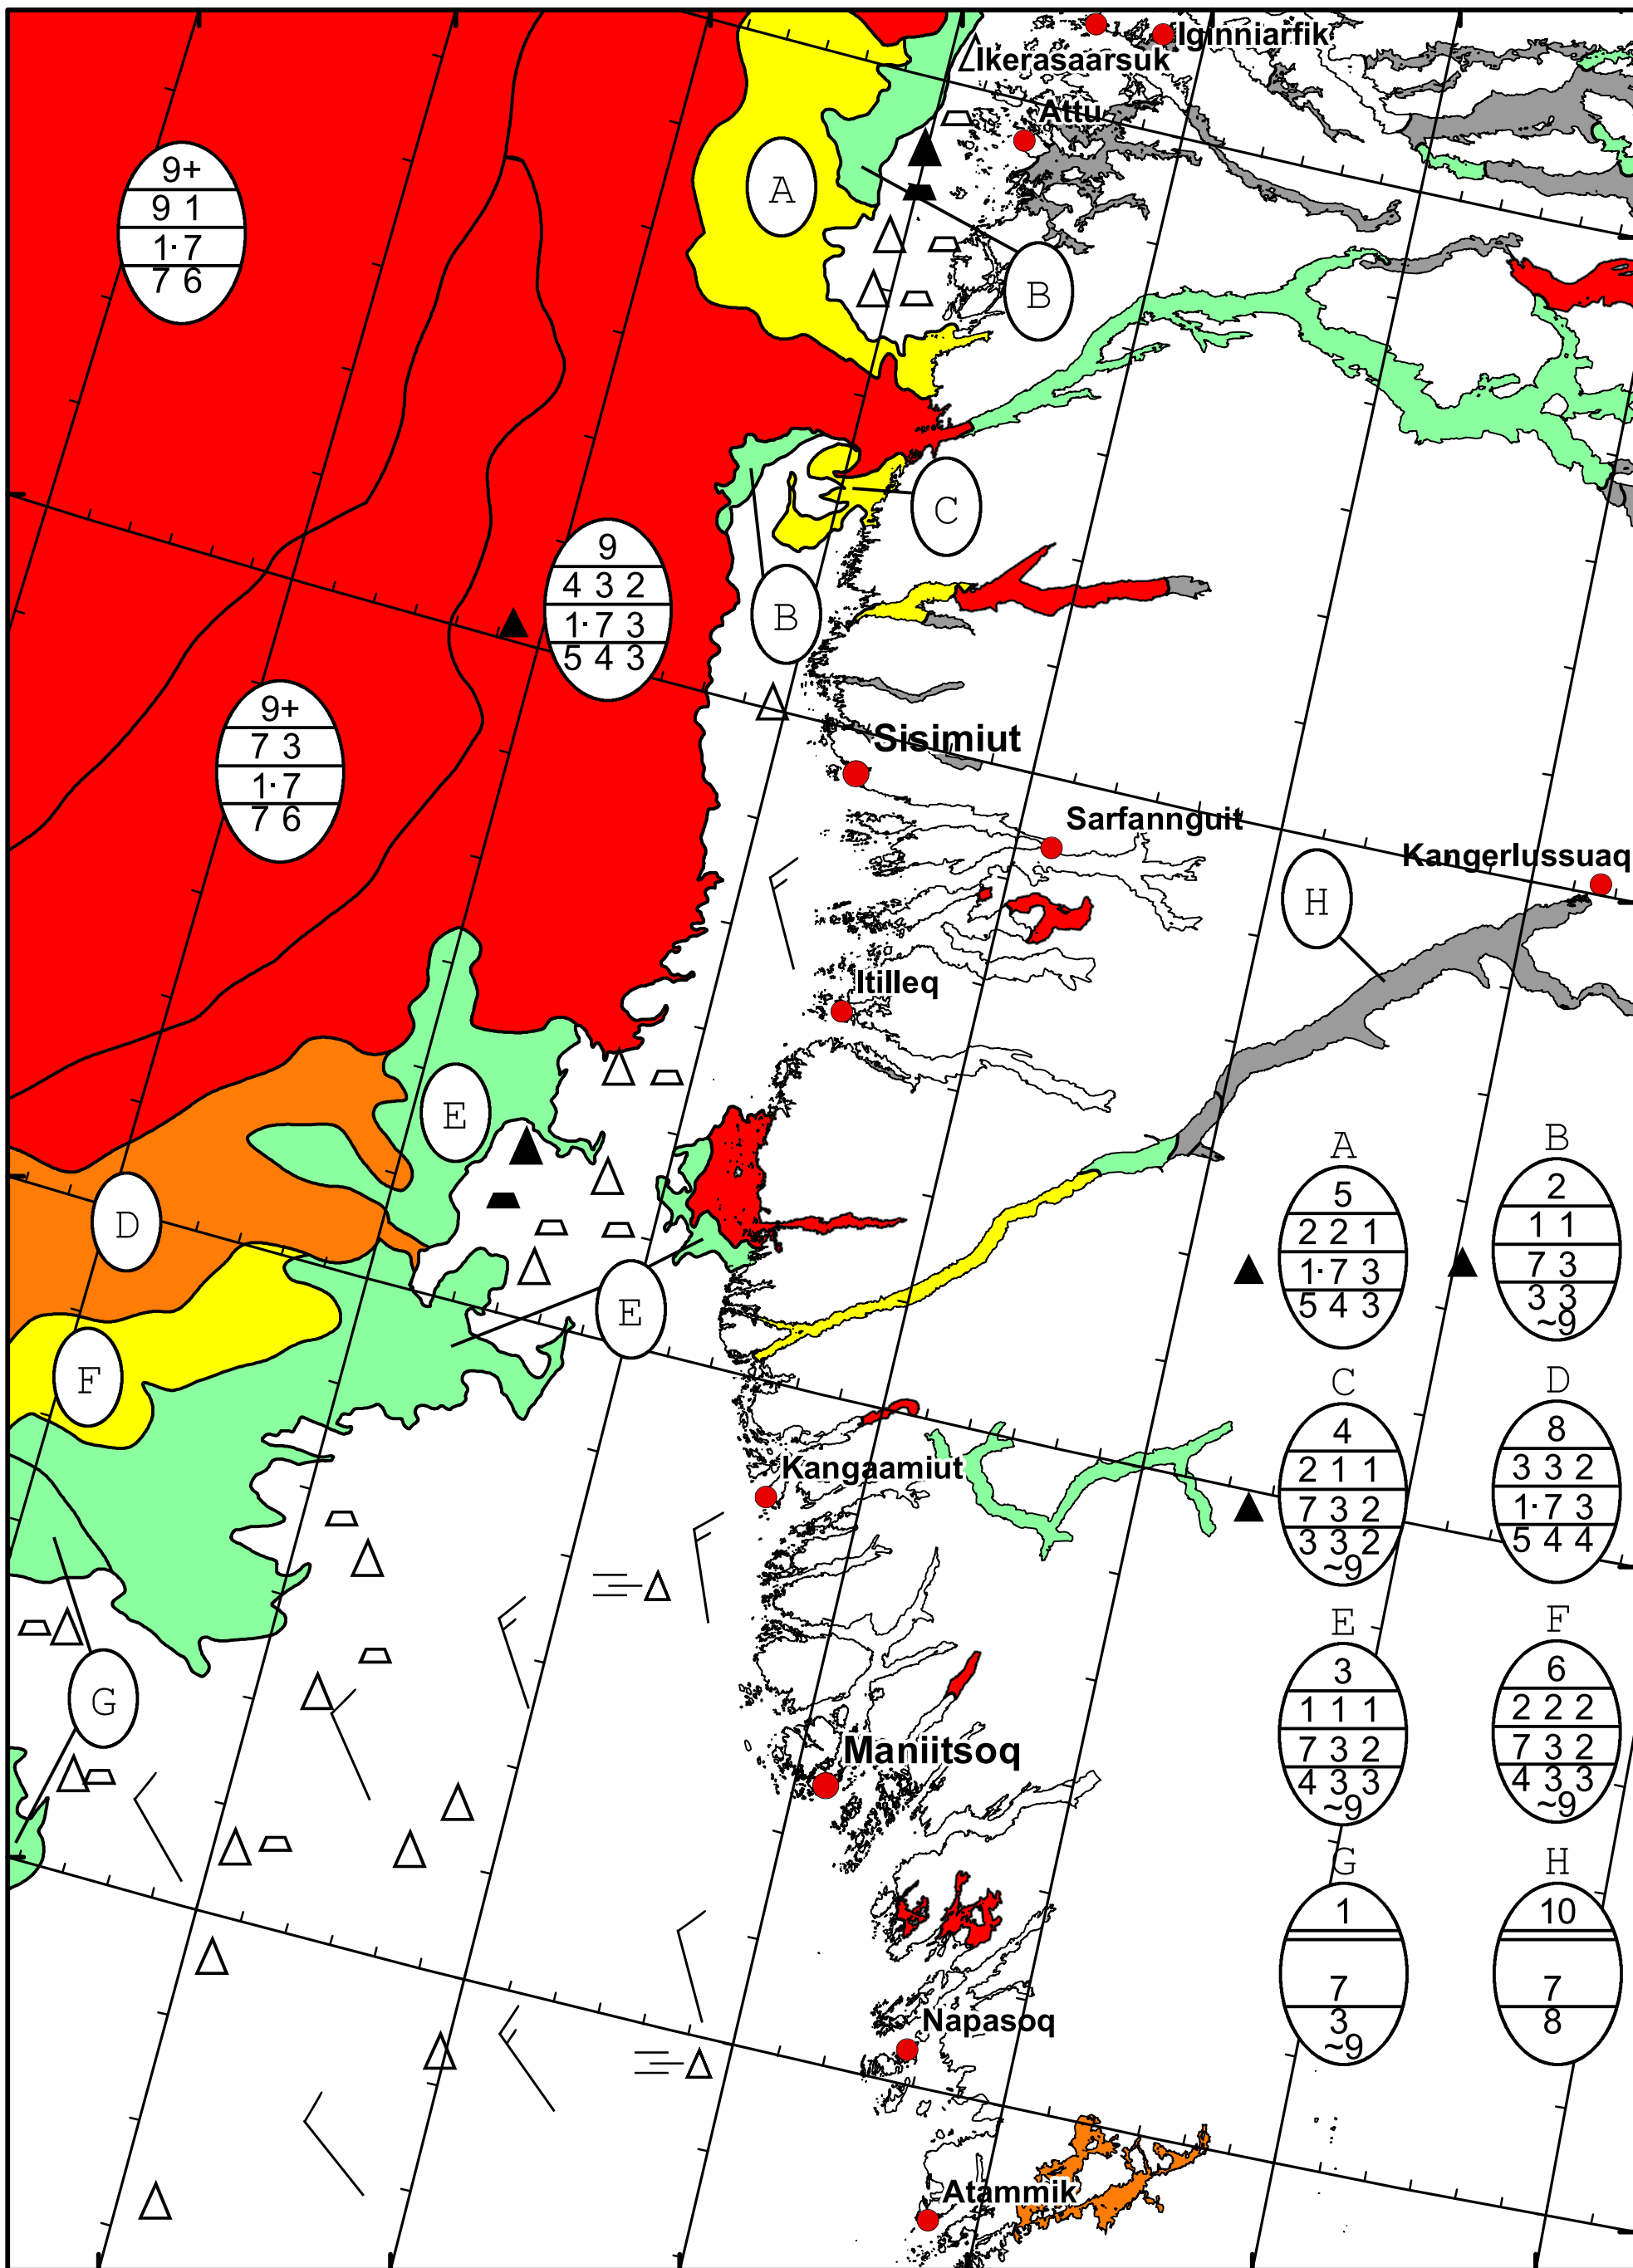 Iginniarfik
Ikerasaarsuk
Attu
9+
9 1
1· 7
7 6
A
B
C
9
4 3 2
1· 7 3
5 4 3
B
9+
7 3
1· 7
7 6
Sisimiut
Sarfannguit
Kangerlussuaq
H
Itilleq
E
D
E
F
Kangaamiut
G
Maniitsoq
Napasoq
Atammik
A
5
2 2 1
1· 7 3
5 4 3
B
2
1 1
7 3
3 3
~9
C
4
2 1 1
7 3 2
3 3 2
~9
D
8
3 3 2
1· 7 3
5 4 4
E
3
1 1 1
7 3 2
4 3 3
~9
F
6
2 2 2
7 3 2
4 3 3
~9
G
1
7
3
~9
H
10
7
8